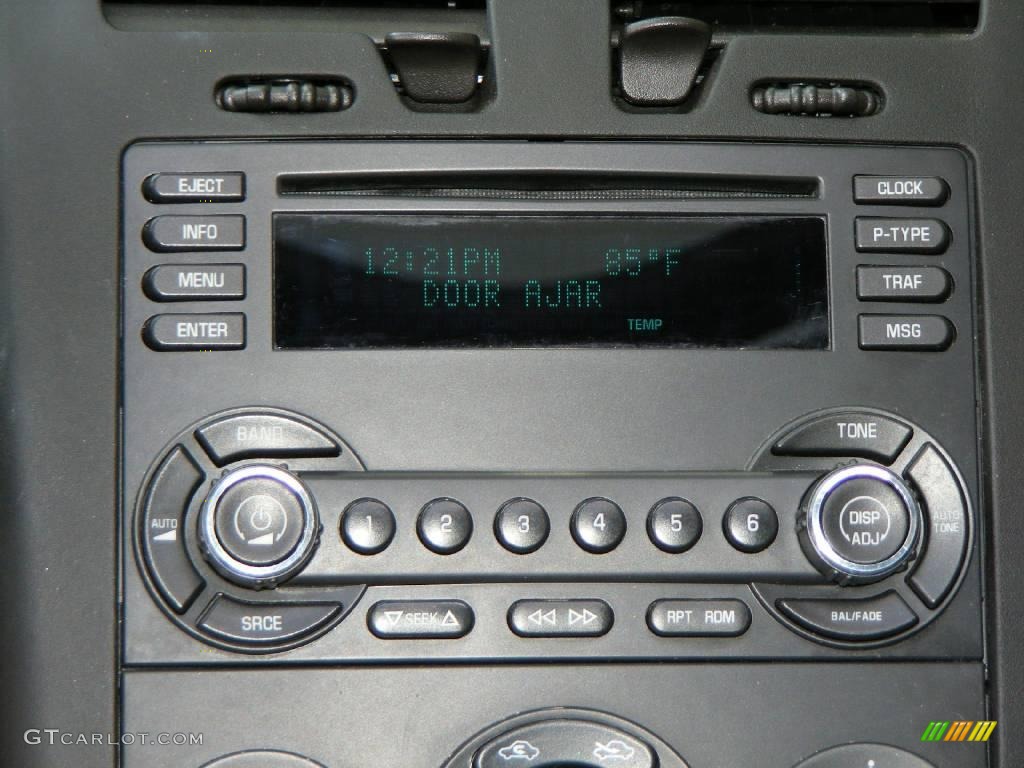 EJECT
CLOCK
INFO
P-TYPE
12:21PM 85°F
DOOR AJAR
MENU
TRAF
ENTER
TEMP
MSG
BAND
TONE
AUTO
1 2 3 4 5 6
DISP
ADJ
AUTO
TONE
SRCE
SEEK
RPT RDM
BAL/FADE
GTCARLOT.COM